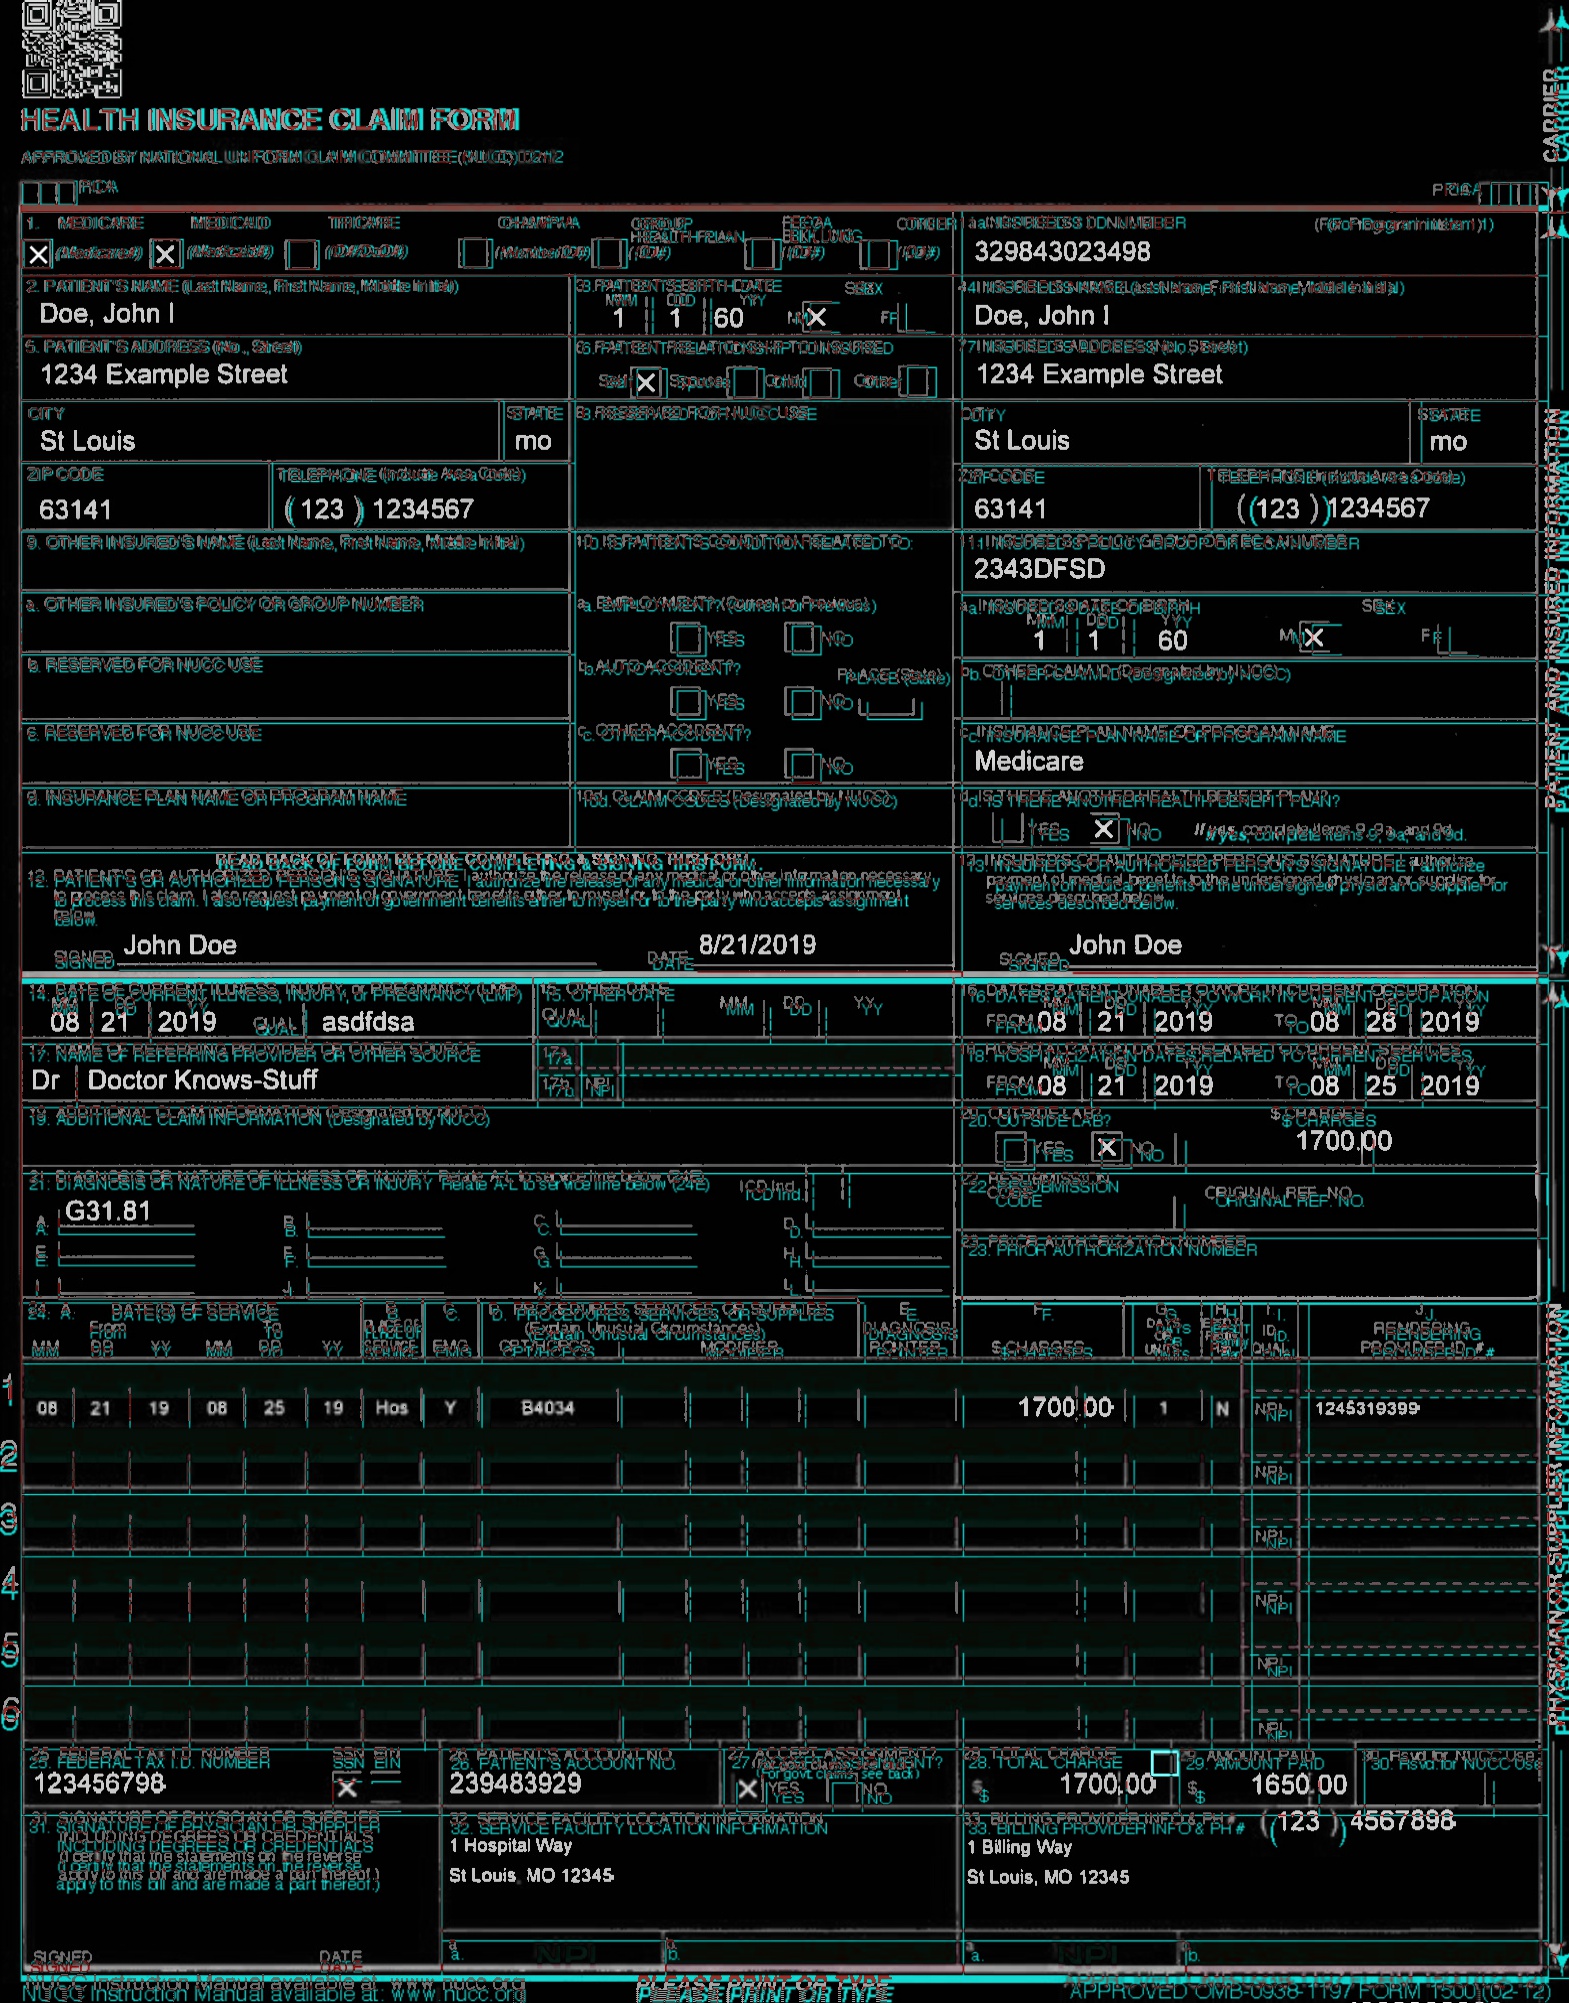 HEALTH INSURANCE CLAIM FORM
APPROVED BY NATIONAL UNIFORM CLAIM COMMITTEE (NUCC) 02/12
PICA PICA
CARRIER
1. MEDICARE MEDICAID TRICARE CHAMPVA GROUP HEALTH PLAN FECA BLK LUNG OTHER 1a. INSURED'S I.D. NUMBER (For Program in Item 1)
X (Medicare#) X (Medicaid#) (ID#/DoD#) (Member ID#) (ID#) (ID#) (ID#) 329843023498
2. PATIENT'S NAME (Last Name, First Name, Middle Initial) 3. PATIENT'S BIRTH DATE SEX 4. INSURED'S NAME (Last Name, First Name, Middle Initial)
MM DD YY
Doe, John I 1 1 60 M X F Doe, John I
5. PATIENT'S ADDRESS (No., Street) 6. PATIENT RELATIONSHIP TO INSURED 7. INSURED'S ADDRESS (No., Street)
1234 Example Street Self X Spouse Child Other 1234 Example Street
CITY STATE 8. RESERVED FOR NUCC USE CITY STATE
St Louis mo St Louis mo
ZIP CODE TELEPHONE (Include Area Code) ZIP CODE TELEPHONE (Include Area Code)
63141 (123) 1234567 63141 (123) 1234567
9. OTHER INSURED'S NAME (Last Name, First Name, Middle Initial) 10. IS PATIENT'S CONDITION RELATED TO: 11. INSURED'S POLICY GROUP OR FECA NUMBER
2343DFSD
a. OTHER INSURED'S POLICY OR GROUP NUMBER a. EMPLOYMENT? (Current or Previous) a. INSURED'S DATE OF BIRTH SEX
MM DD YY
YES NO 1 1 60 M X F
b. RESERVED FOR NUCC USE b. AUTO ACCIDENT? PLACE (State) b. OTHER CLAIM ID (Designated by NUCC)
YES NO
c. RESERVED FOR NUCC USE c. OTHER ACCIDENT? c. INSURANCE PLAN NAME OR PROGRAM NAME
YES NO Medicare
d. INSURANCE PLAN NAME OR PROGRAM NAME 10d. CLAIM CODES (Designated by NUCC) d. IS THERE ANOTHER HEALTH BENEFIT PLAN?
YES X NO If yes, complete items 9, 9a, and 9d.
READ BACK OF FORM BEFORE COMPLETING & SIGNING THIS FORM.
12. PATIENT'S OR AUTHORIZED PERSON'S SIGNATURE I authorize the release of any medical or other information necessary
to process this claim. I also request payment of government benefits either to myself or to the party who accepts assignment
below.
13. INSURED'S OR AUTHORIZED PERSON'S SIGNATURE I authorize
payment of medical benefits to the undersigned physician or supplier for
services described below.
SIGNED John Doe DATE 8/21/2019 SIGNED John Doe
PATIENT AND INSURED INFORMATION
14. DATE OF CURRENT ILLNESS, INJURY, or PREGNANCY (LMP) 15. OTHER DATE MM DD YY 16. DATES PATIENT UNABLE TO WORK IN CURRENT OCCUPATION
MM DD YY MM DD YY MM DD YY
08 21 2019 QUAL. asdfdsa QUAL. FROM 08 21 2019 TO 08 28 2019
17. NAME OF REFERRING PROVIDER OR OTHER SOURCE 17a. 18. HOSPITALIZATION DATES RELATED TO CURRENT SERVICES
MM DD YY MM DD YY
Dr Doctor Knows-Stuff 17b. NPI FROM 08 21 2019 TO 08 25 2019
19. ADDITIONAL CLAIM INFORMATION (Designated by NUCC) 20. OUTSIDE LAB? $ CHARGES
YES X NO 1700.00
21. DIAGNOSIS OR NATURE OF ILLNESS OR INJURY Relate A-L to service line below (24E) ICD Ind. 22. RESUBMISSION CODE ORIGINAL REF. NO.
A. G31.81 B. C. D.
E. F. G. H. 23. PRIOR AUTHORIZATION NUMBER
I. J. K. L.
24. A. DATE(S) OF SERVICE B. C. D. PROCEDURES, SERVICES, OR SUPPLIES E. F. G. H. I. J.
From To PLACE OF SERVICE EMG (Explain Unusual Circumstances) DIAGNOSIS POINTER DAYS OR UNITS ID. QUAL. RENDERING
MM DD YY MM DD YY CPT/HCPCS MODIFIER $ CHARGES PROVIDER ID. #
1 08 21 19 08 25 19 Hos Y B4034 1700.00 1 N NPI 1245319399
2 NPI
3 NPI
4 NPI
5 NPI
6 NPI
PHYSICIAN OR SUPPLIER INFORMATION
25. FEDERAL TAX I.D. NUMBER SSN EIN 26. PATIENT'S ACCOUNT NO. 27. ACCEPT ASSIGNMENT? 28. TOTAL CHARGE 29. AMOUNT PAID 30. Rsvd. for NUCC Use
(For govt. claims, see back)
123456798 X 239483929 X YES NO $ 1700.00 $ 1650.00
31. SIGNATURE OF PHYSICIAN OR SUPPLIER
INCLUDING DEGREES OR CREDENTIALS
(I certify that the statements on the reverse
apply to this bill and are made a part thereof.)
32. SERVICE FACILITY LOCATION INFORMATION
1 Hospital Way
St Louis, MO 12345
33. BILLING PROVIDER INFO & PH # (123) 4567898
1 Billing Way
St Louis, MO 12345
SIGNED DATE a. NPI b. a. NPI b.
NUCC Instruction Manual available at: www.nucc.org PLEASE PRINT OR TYPE APPROVED OMB-0938-1197 FORM 1500 (02-12)